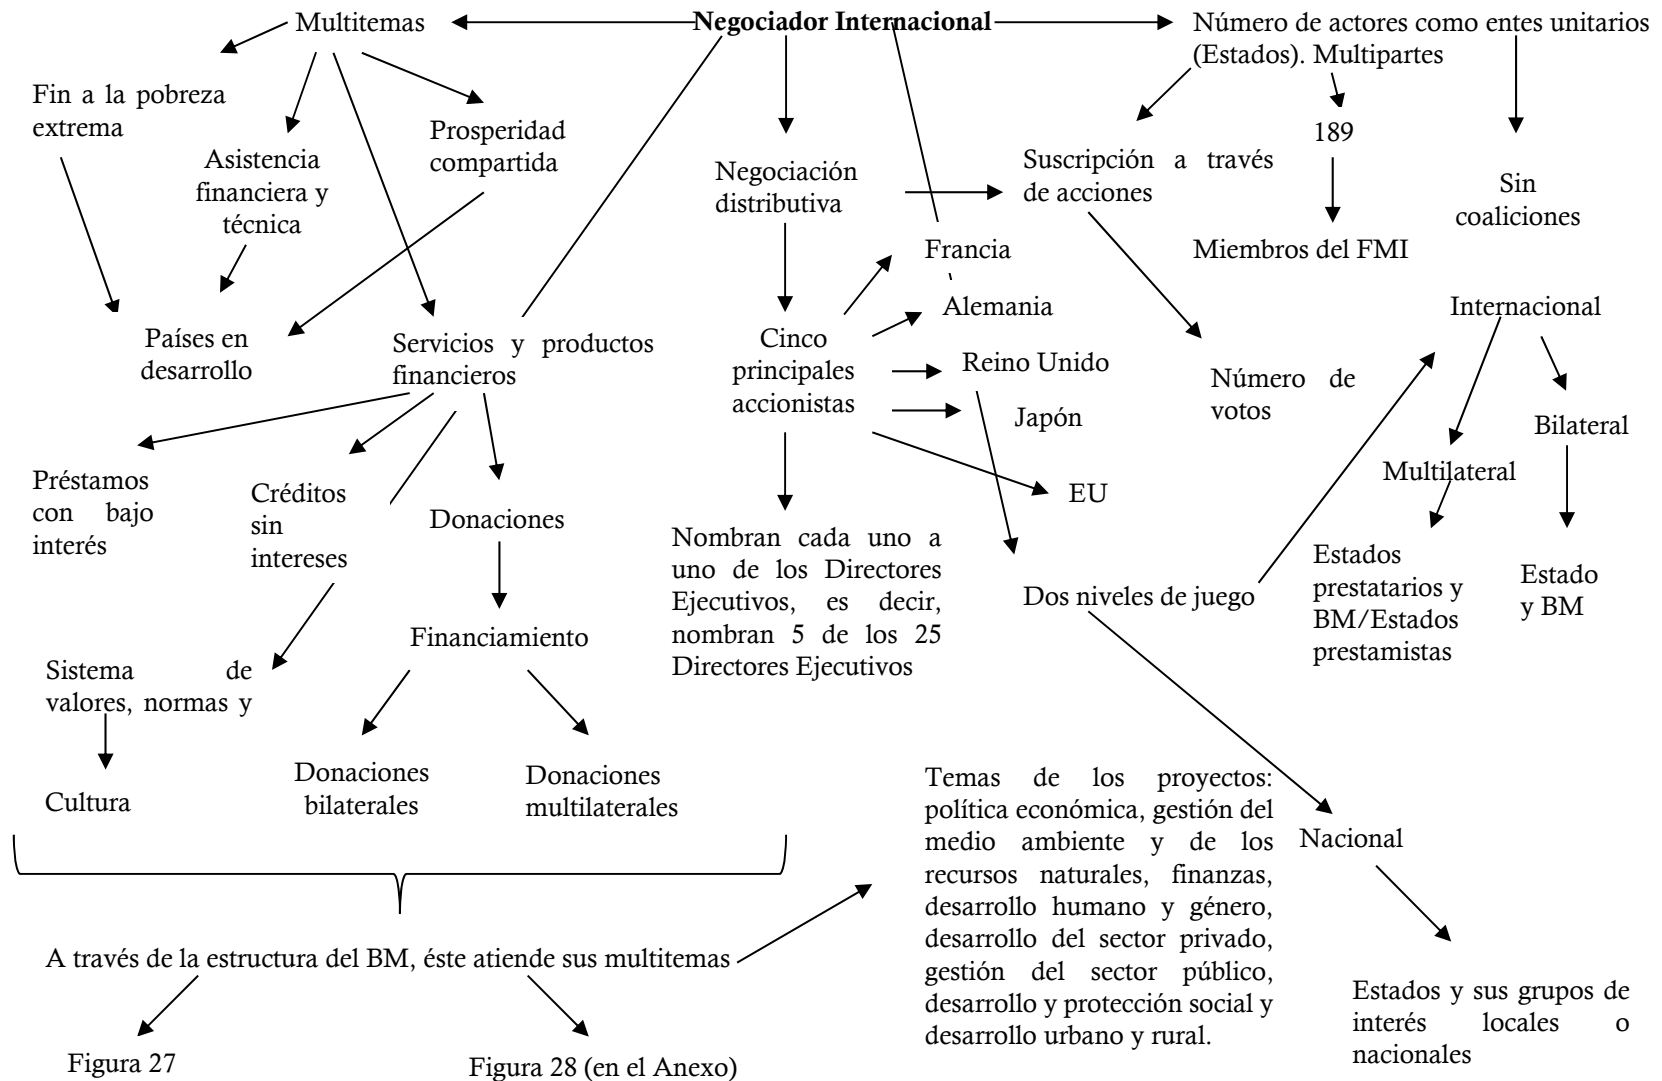 Multitemas
Negociador Internacional
Número de actores como entes unitarios
(Estados). Multipartes
Fin a la pobreza
extrema
Asistencia
financiera y
técnica
Prosperidad
compartida
Negociación
distributiva
Suscripción a través
de acciones
189
Sin
coaliciones
Miembros del FMI
Francia
Alemania
Internacional
Países en
desarrollo
Servicios y productos
financieros
Cinco
principales
accionistas
Reino Unido
Japón
EU
Número de
votos
Bilateral
Multilateral
Préstamos
con bajo
interés
Créditos
sin
intereses
Donaciones
Nombran cada uno a
uno de los Directores
Ejecutivos, es decir,
nombran 5 de los 25
Directores Ejecutivos
Dos niveles de juego
Estados
prestatarios y
BM/Estados
prestamistas
Estado
y BM
Financiamiento
Sistema de
valores, normas y
Cultura
Donaciones
bilaterales
Donaciones
multilaterales
Temas de los proyectos:
política económica, gestión del
medio ambiente y de los
recursos naturales, finanzas,
desarrollo humano y género,
desarrollo del sector privado,
gestión del sector público,
desarrollo y protección social y
desarrollo urbano y rural.
Nacional
A través de la estructura del BM, éste atiende sus multitemas
Estados y sus grupos de
interés locales o
nacionales
Figura 27
Figura 28 (en el Anexo)